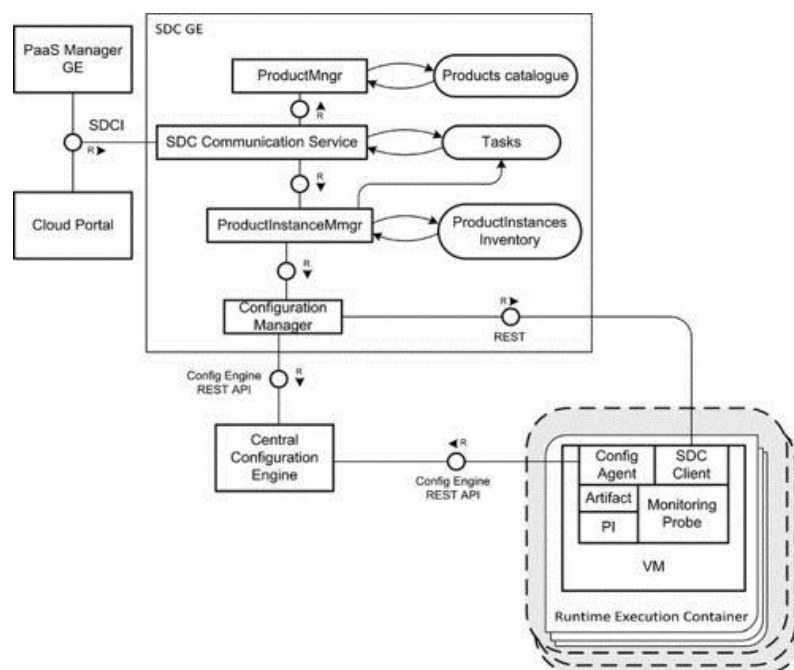 SDC GE
PaaS Manager
GE
ProductMngr
Products catalogue
R
SDCI
R
SDC Communication Service
Tasks
R
Cloud Portal
ProductInstanceMmgr
ProductInstances
Inventory
R
Configuration
Manager
R
REST
Config Engine
REST API
R
Central
Configuration
Engine
R
Config Engine
REST API
Config
Agent
SDC
Client
Artifact
Monitoring
Probe
PI
VM
Runtime Execution Container